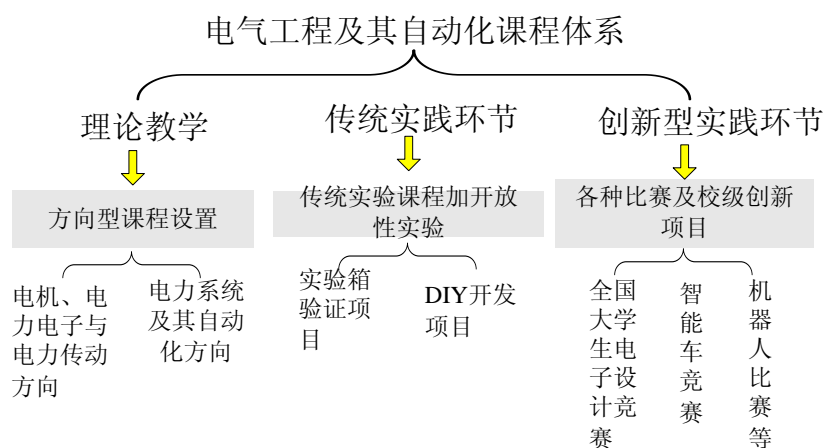 电气工程及其自动化课程体系
理论教学
传统实践环节
创新型实践环节
方向型课程设置
传统实验课程加开放
性实验
各种比赛及校级创新
项目
电机、电
力电子与
电力传动
方向
电力系统
及其自动
化方向
实验箱
验证项
目
DIY开发
项目
全国
大学
生电
子设
计竞
赛
智
能
车
竞
赛
机
器
人
比
赛
等